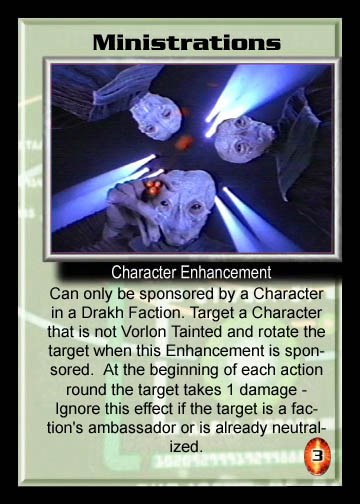 Ministrations
Character Enhancement
Can only be sponsored by a Character
in a Drakh Faction. Target a Character
that is not Vorlon Tainted and rotate the
target when this Enhancement is spon-
sored.  At the beginning of each action
round the target takes 1 damage -
Ignore this effect if the target is a fac-
tion's ambassador or is already neutral-
ized.
3